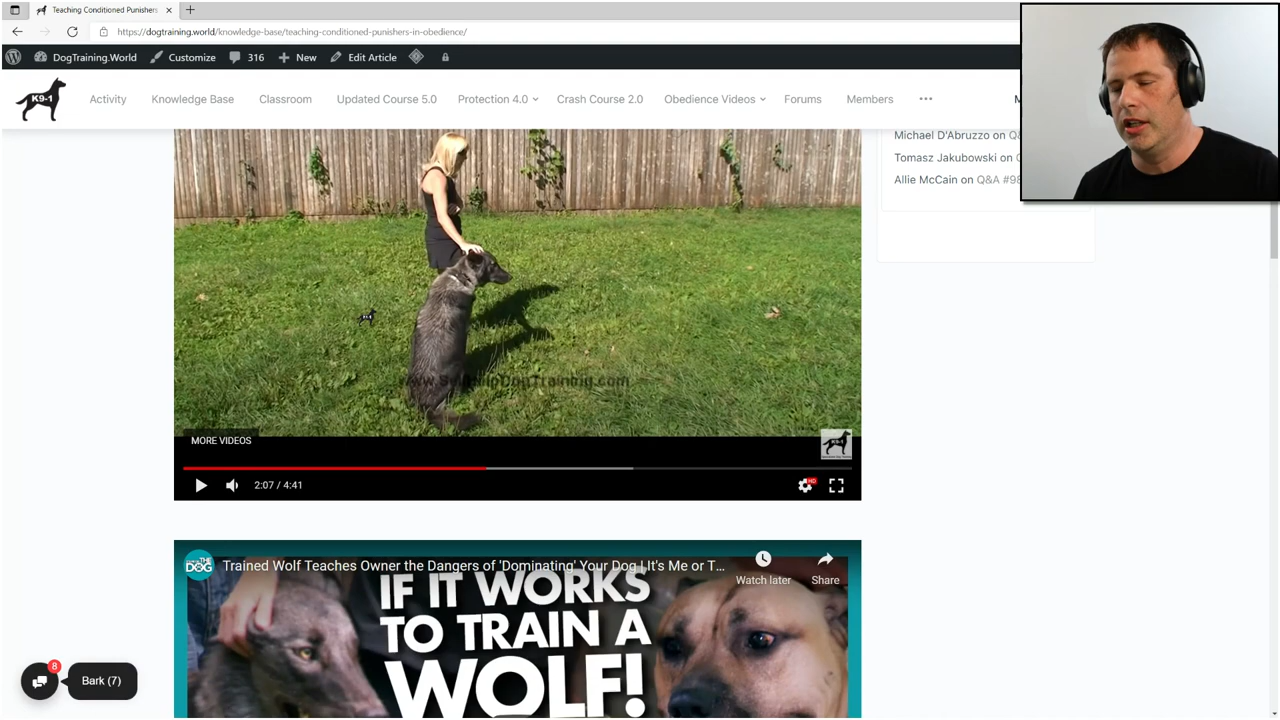 Teaching Conditioned Punishers
https://dogtraining.world/knowledge-base/teaching-conditioned-punishers-in-obedience/
DogTraining.World
Customize
316
New
Edit Article
K9-1
Activity
Knowledge Base
Classroom
Updated Course 5.0
Protection 4.0
Crash Course 2.0
Obedience Videos
Forums
Members
M
Michael D'Abruzzo on Q&
Tomasz Jakubowski on
Allie McCain on Q&A #98
MORE VIDEOS
2:07 / 4:41
HD
THE DOG
Trained Wolf Teaches Owner the Dangers of 'Dominating' Your Dog | It's Me or T...
Watch later
Share
IF IT WORKS
TO TRAIN A
WOLF!
8
Bark (7)